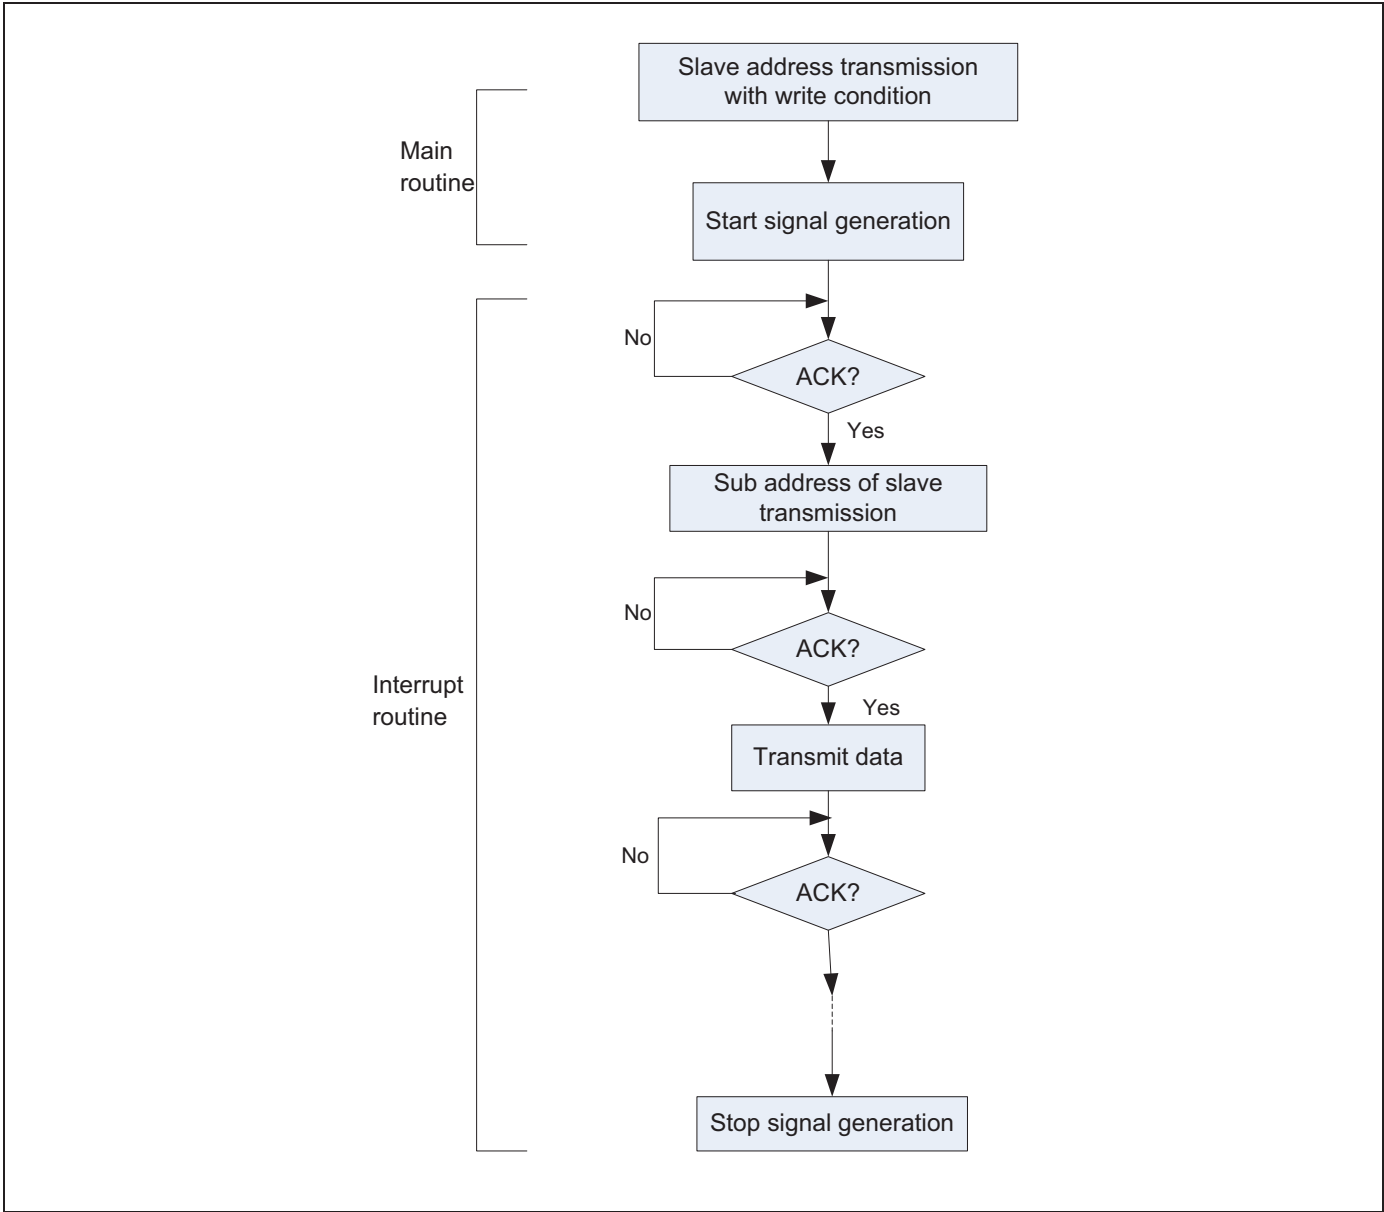 Slave address transmission
with write condition
Main
routine
Start signal generation
No
ACK?
Yes
Sub address of slave
transmission
No
ACK?
Interrupt
routine
Yes
Transmit data
No
ACK?
Stop signal generation